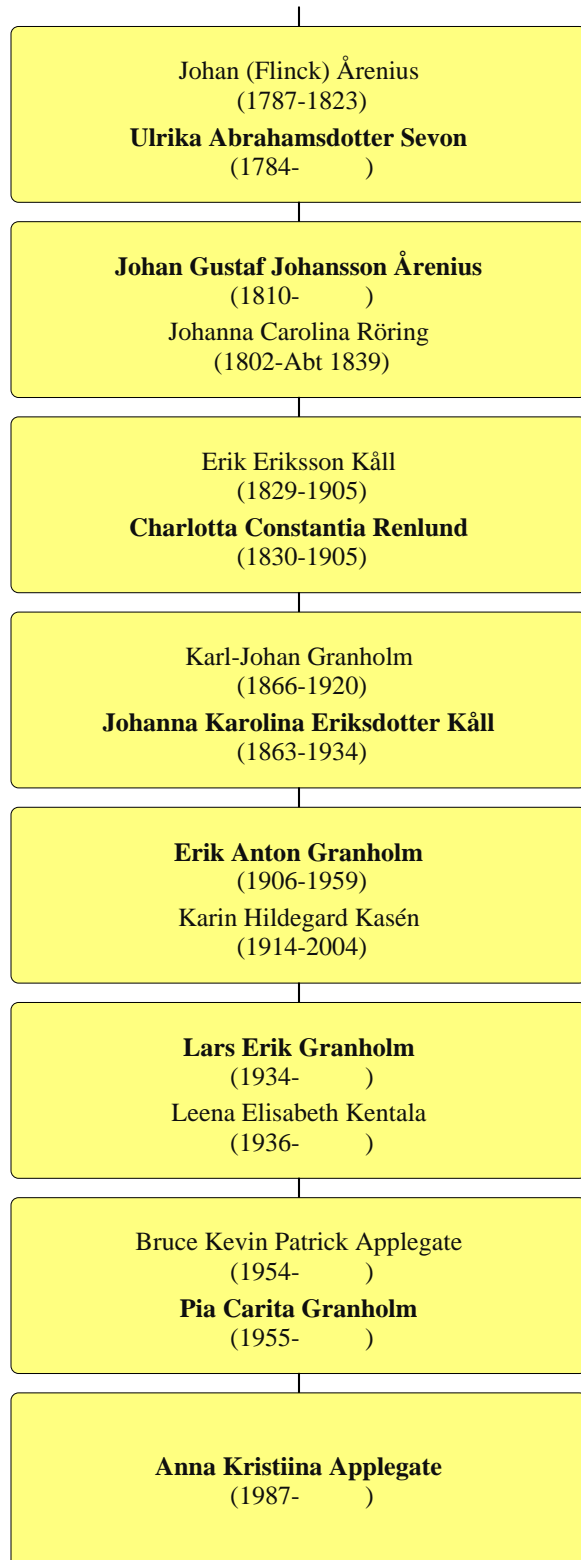 Johan (Flinck) Årenius
(1787-1823)
Ulrika Abrahamsdotter Sevon
(1784- )
Johan Gustaf Johansson Årenius
(1810- )
Johanna Carolina Röring
(1802-Abt 1839)
Erik Eriksson Kåll
(1829-1905)
Charlotta Constantia Renlund
(1830-1905)
Karl-Johan Granholm
(1866-1920)
Johanna Karolina Eriksdotter Kåll
(1863-1934)
Erik Anton Granholm
(1906-1959)
Karin Hildegard Kasén
(1914-2004)
Lars Erik Granholm
(1934- )
Leena Elisabeth Kentala
(1936- )
Bruce Kevin Patrick Applegate
(1954- )
Pia Carita Granholm
(1955- )
Anna Kristiina Applegate
(1987- )